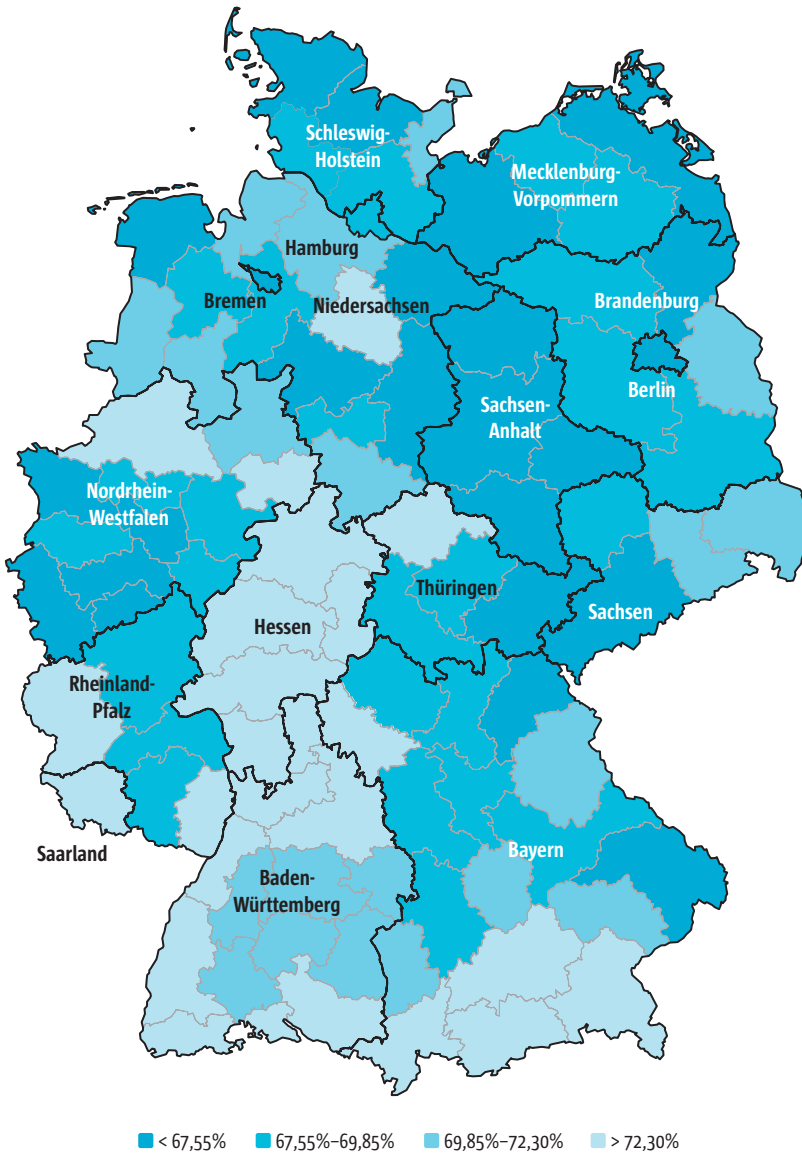 Schleswig-
Holstein
Mecklenburg-
Vorpommern
Hamburg
Bremen
Niedersachsen
Brandenburg
Berlin
Sachsen-
Anhalt
Nordrhein-
Westfalen
Thüringen
Sachsen
Hessen
Rheinland-
Pfalz
Saarland
Bayern
Baden-
Württemberg
< 67,55% 67,55%–69,85% 69,85%–72,30% > 72,30%